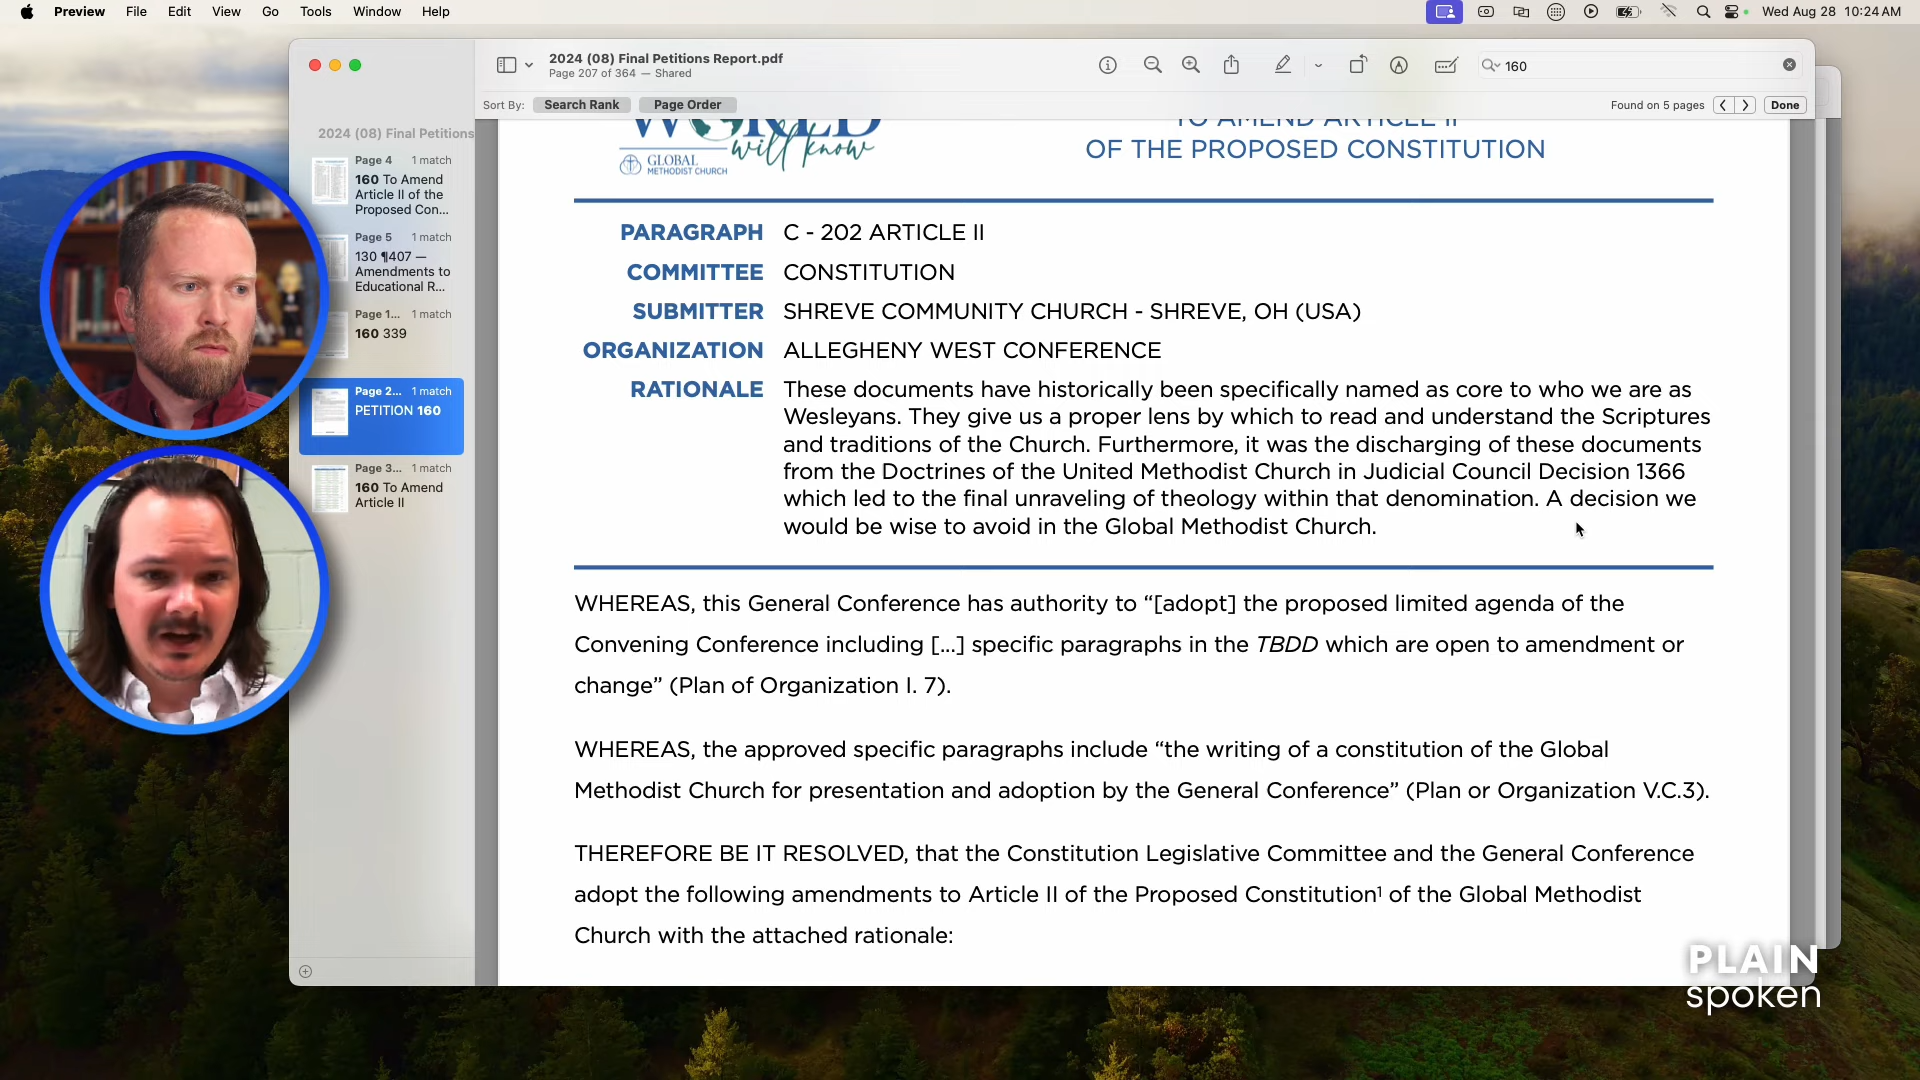 Preview File Edit View Go Tools Window Help
Wed Aug 28 10:24 AM
2024 (08) Final Petitions Report.pdf
Page 207 of 364 — Shared
160
Sort By: Search Rank Page Order
Found on 5 pages
Done
2024 (08) Final Petitions
Page 4 1 match
160 To Amend
Article II of the
Proposed Con...
Page 5 1 match
130 ¶407 —
Amendments to
Educational R...
Page 1... 1 match
160 339
Page 2... 1 match
PETITION 160
Page 3... 1 match
160 To Amend
Article II
WORLD
will know
GLOBAL
METHODIST CHURCH
TO AMEND ARTICLE II
OF THE PROPOSED CONSTITUTION
PARAGRAPH C - 202 ARTICLE II
COMMITTEE CONSTITUTION
SUBMITTER SHREVE COMMUNITY CHURCH - SHREVE, OH (USA)
ORGANIZATION ALLEGHENY WEST CONFERENCE
RATIONALE These documents have historically been specifically named as core to who we are as
Wesleyans. They give us a proper lens by which to read and understand the Scriptures
and traditions of the Church. Furthermore, it was the discharging of these documents
from the Doctrines of the United Methodist Church in Judicial Council Decision 1366
which led to the final unraveling of theology within that denomination. A decision we
would be wise to avoid in the Global Methodist Church.
WHEREAS, this General Conference has authority to “[adopt] the proposed limited agenda of the
Convening Conference including [...] specific paragraphs in the TBDD which are open to amendment or
change” (Plan of Organization I. 7).
WHEREAS, the approved specific paragraphs include “the writing of a constitution of the Global
Methodist Church for presentation and adoption by the General Conference” (Plan or Organization V.C.3).
THEREFORE BE IT RESOLVED, that the Constitution Legislative Committee and the General Conference
adopt the following amendments to Article II of the Proposed Constitution¹ of the Global Methodist
Church with the attached rationale:
PLAIN
spoken